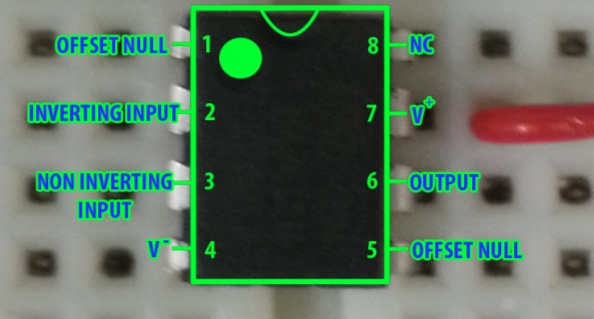 OFFSET NULL 1
8 NC
INVERTING INPUT 2
7 V+
NON INVERTING 3
INPUT
6 OUTPUT
V- 4
5 OFFSET NULL